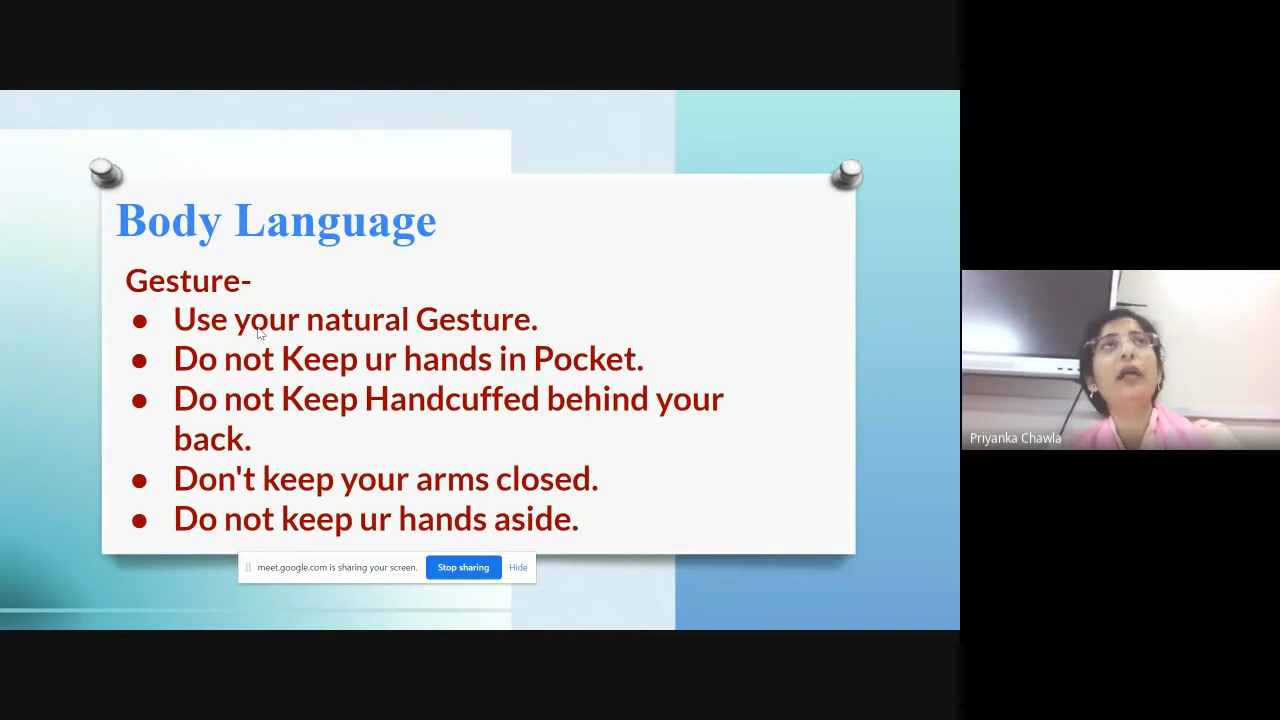 Body Language
Gesture-
● Use your natural Gesture.
● Do not Keep ur hands in Pocket.
● Do not Keep Handcuffed behind your
back.
● Don't keep your arms closed.
● Do not keep ur hands aside.
meet.google.com is sharing your screen. Stop sharing Hide
Priyanka Chawla